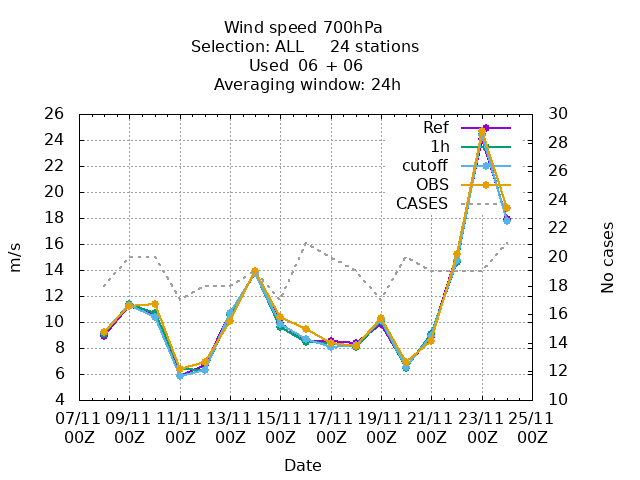 Wind speed 700hPa
Selection: ALL     24 stations
Used  06 + 06
Averaging window: 24h
26 30
Ref
24 28
1h
22 26
cutoff
OBS
20 24
CASES
18 22
16 20
14 18
12 16
10 14
8
6 12
4 10
m/s
No cases
07/11 09/11 11/11 13/11 15/11 17/11 19/11 21/11 23/11 25/11
00Z 00Z 00Z 00Z 00Z 00Z 00Z 00Z 00Z 00Z
Date